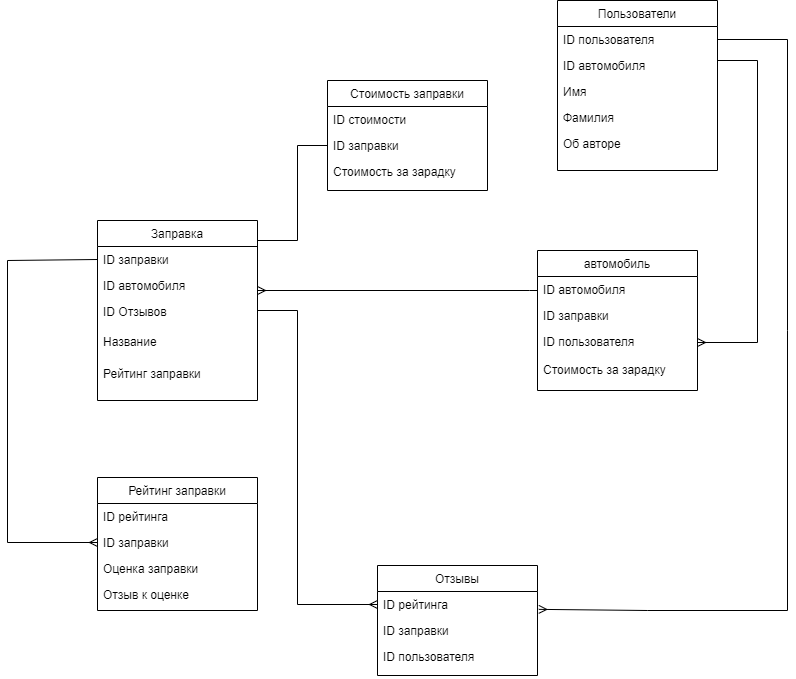 Пользователи
ID пользователя
ID автомобиля
Имя
Фамилия
Об авторе
Стоимость заправки
ID стоимости
ID заправки
Стоимость за зарадку
Заправка
ID заправки
ID автомобиля
ID Отзывов
Название
Рейтинг заправки
автомобиль
ID автомобиля
ID заправки
ID пользователя
Стоимость за зарадку
Рейтинг заправки
ID рейтинга
ID заправки
Оценка заправки
Отзыв к оценке
Отзывы
ID рейтинга
ID заправки
ID пользователя